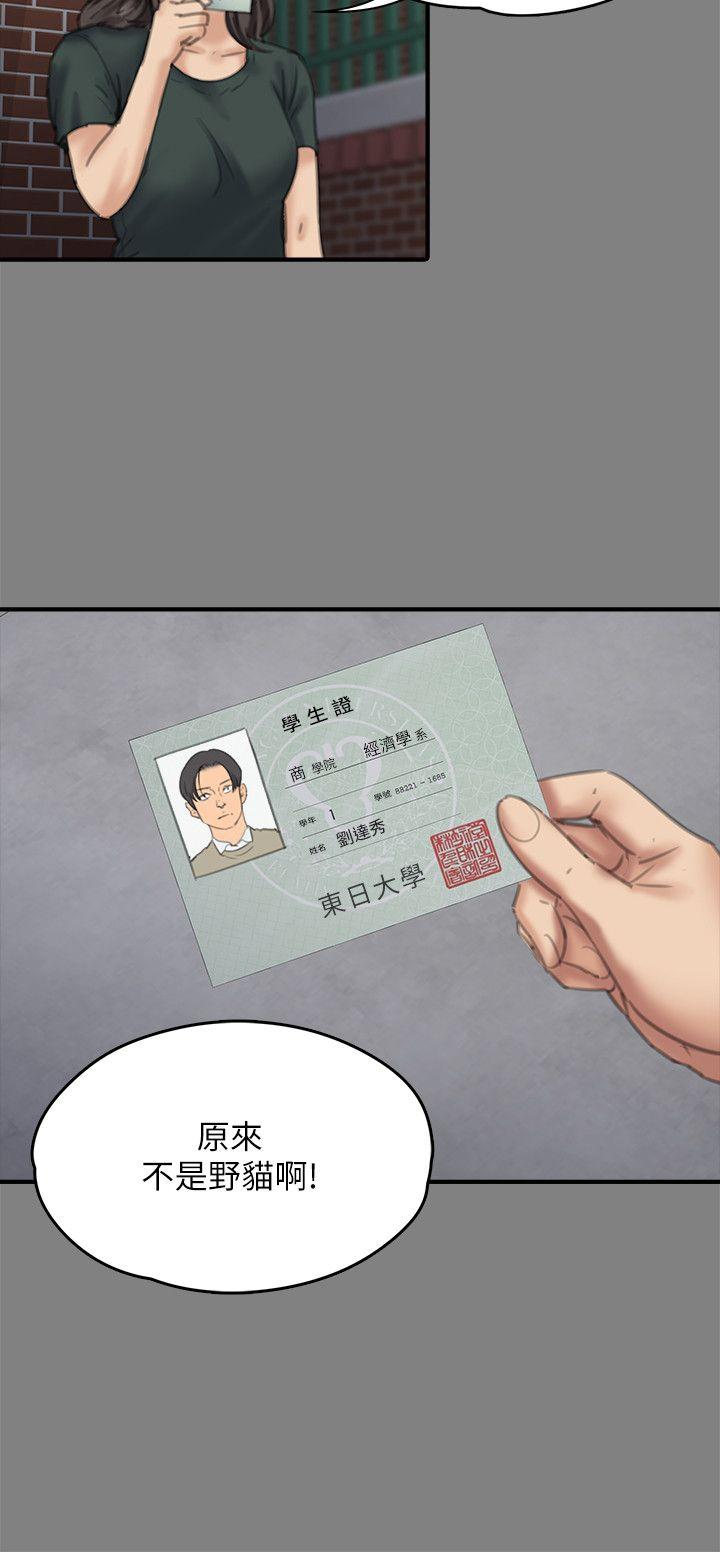 學生證
商 學院 經濟學 系
學年 1 學號 88221-1685
姓名 劉達秀
東日大學
原來
不是野貓啊!